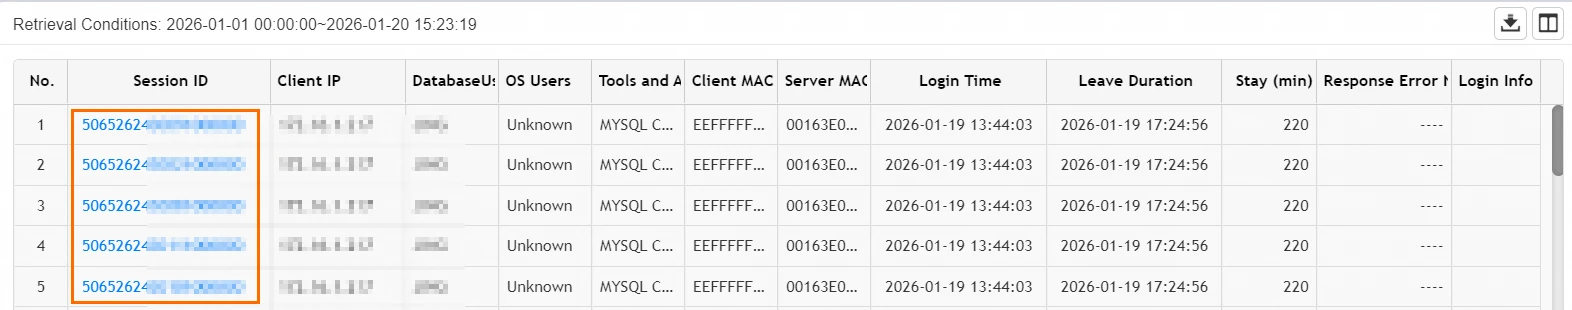 Retrieval Conditions: 2026-01-01 00:00:00~2026-01-20 15:23:19
No. Session ID Client IP DatabaseUs OS Users Tools and A Client MAC Server MAC Login Time Leave Duration Stay (min) Response Error N Login Info
1 50652624 Unknown MYSQL C... EEFFFFF... 00163E0... 2026-01-19 13:44:03 2026-01-19 17:24:56 220 ----
2 50652624 Unknown MYSQL C... EEFFFFF... 00163E0... 2026-01-19 13:44:03 2026-01-19 17:24:56 220 ----
3 50652624 Unknown MYSQL C... EEFFFFF... 00163E0... 2026-01-19 13:44:03 2026-01-19 17:24:56 220 ----
4 50652624 Unknown MYSQL C... EEFFFFF... 00163E0... 2026-01-19 13:44:03 2026-01-19 17:24:56 220 ----
5 50652624 Unknown MYSQL C... EEFFFFF... 00163E0... 2026-01-19 13:44:03 2026-01-19 17:24:56 220 ----